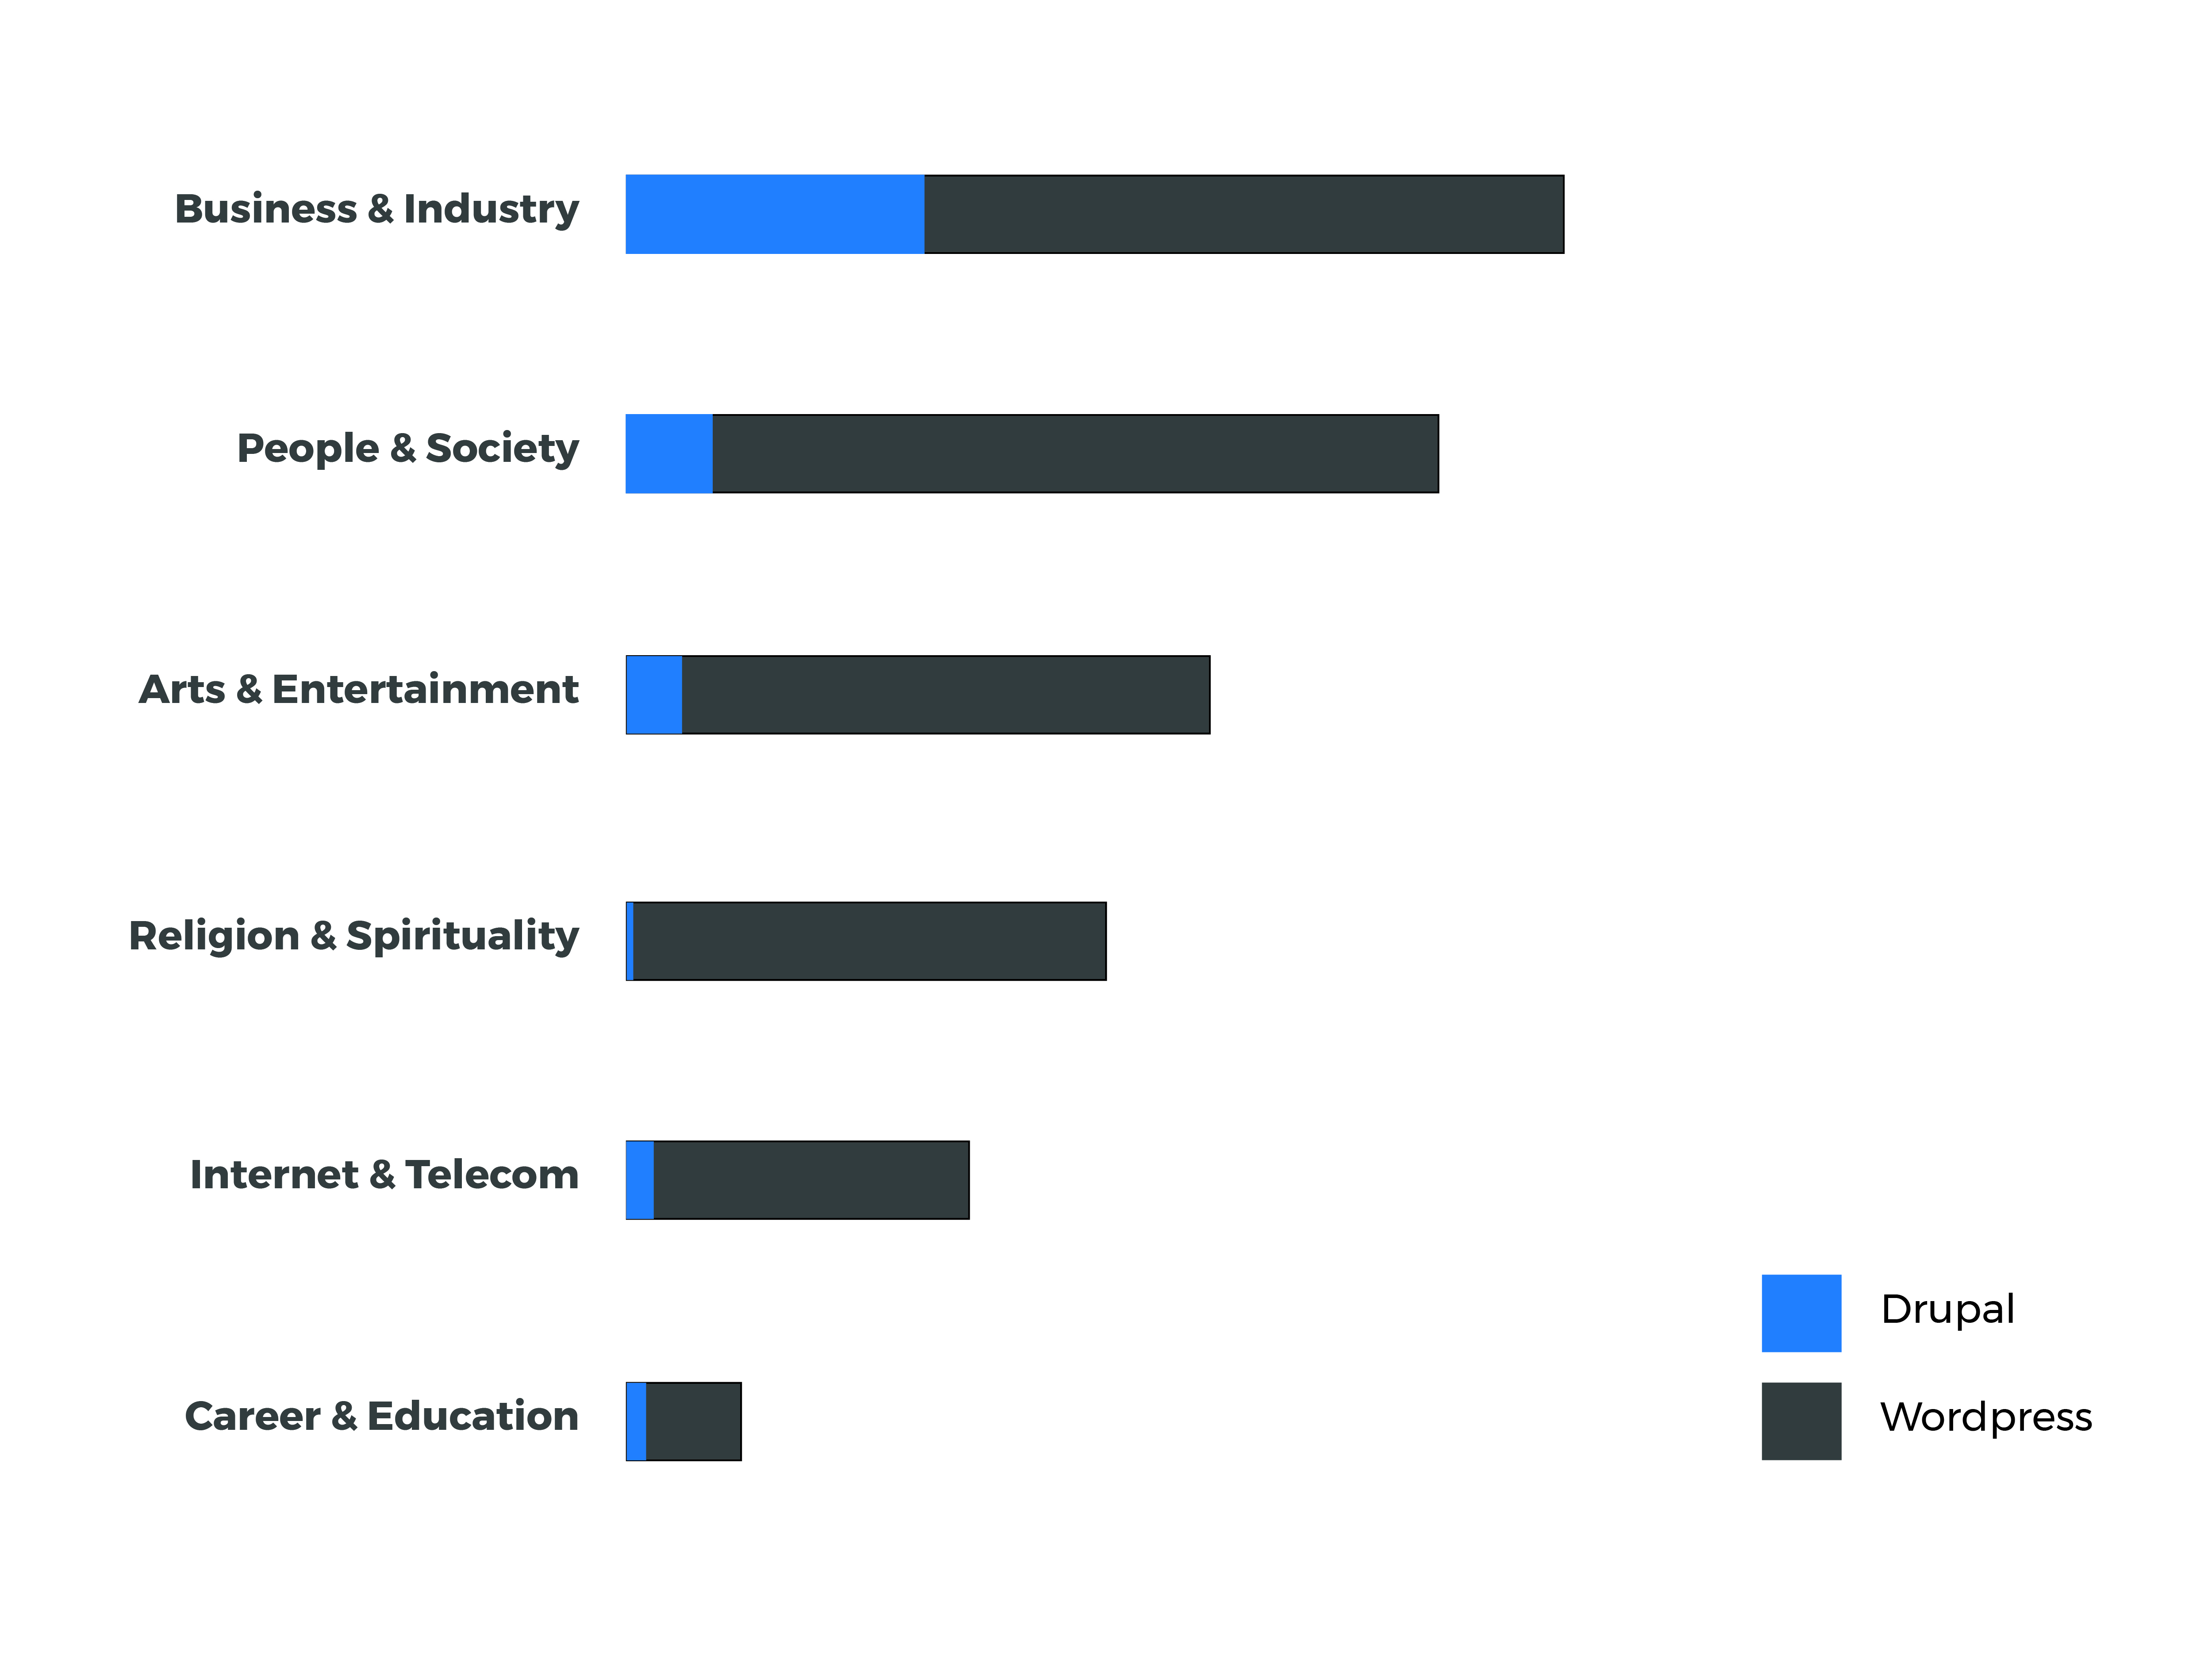 Business & Industry
People & Society
Arts & Entertainment
Religion & Spirituality
Internet & Telecom
Career & Education
Drupal
Wordpress